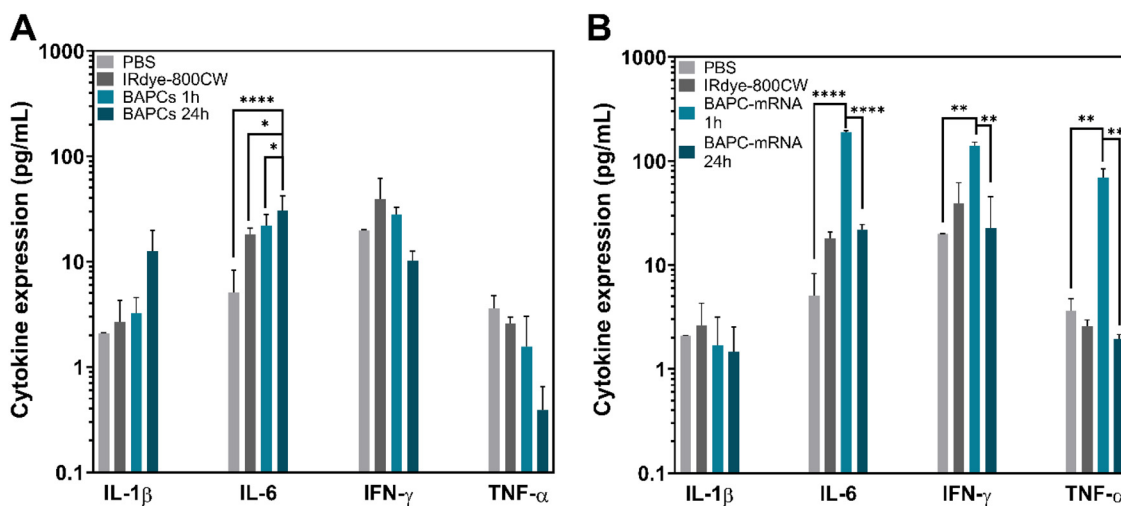 A
Cytokine expression (pg/mL)
1000
100
10
1
0.1
PBS
IRdye-800CW
BAPCs 1h
BAPCs 24h
****
*
*
IL-1β
IL-6
IFN-γ
TNF-α
B
Cytokine expression (pg/mL)
1000
100
10
1
0.1
PBS
IRdye-800CW
BAPC-mRNA
1h
BAPC-mRNA
24h
****
****
**
**
**
**
IL-1β
IL-6
IFN-γ
TNF-α